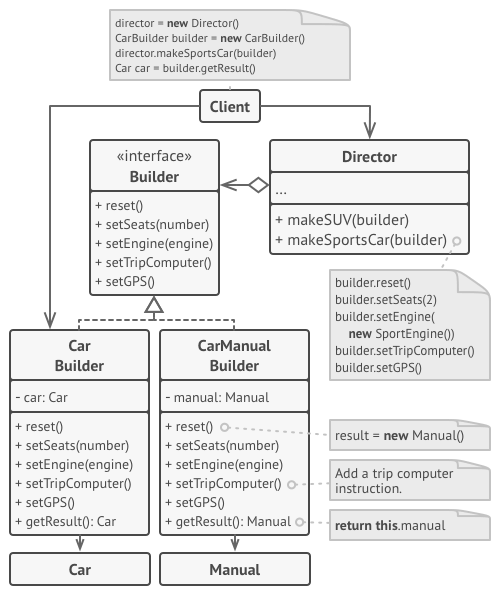 director = new Director()
CarBuilder builder = new CarBuilder()
director.makeSportsCar(builder)
Car car = builder.getResult()
Client
«interface»
Builder
+ reset()
+ setSeats(number)
+ setEngine(engine)
+ setTripComputer()
+ setGPS()
Director
...
+ makeSUV(builder)
+ makeSportsCar(builder)
builder.reset()
builder.setSeats(2)
builder.setEngine(
new SportEngine())
builder.setTripComputer()
builder.setGPS()
Car
Builder
- car: Car
+ reset()
+ setSeats(number)
+ setEngine(engine)
+ setTripComputer()
+ setGPS()
+ getResult(): Car
Car
CarManual
Builder
- manual: Manual
+ reset()
+ setSeats(number)
+ setEngine(engine)
+ setTripComputer()
+ setGPS()
+ getResult(): Manual
Manual
result = new Manual()
Add a trip computer
instruction.
return this.manual